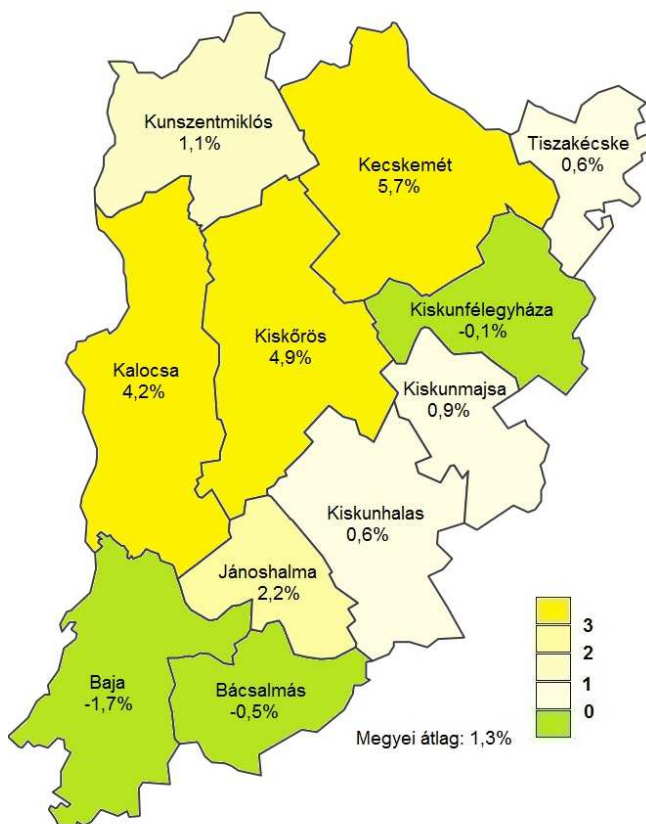 Kunszentmiklós
1,1%
Kecskemét
5,7%
Tiszakécske
0,6%
Kiskunfélegyháza
-0,1%
Kiskőrös
4,9%
Kalocsa
4,2%
Kiskunmajsa
0,9%
Kiskunhalas
0,6%
Jánoshalma
2,2%
Baja
-1,7%
Bácsalmás
-0,5%
3
2
1
0
Megyei átlag: 1,3%